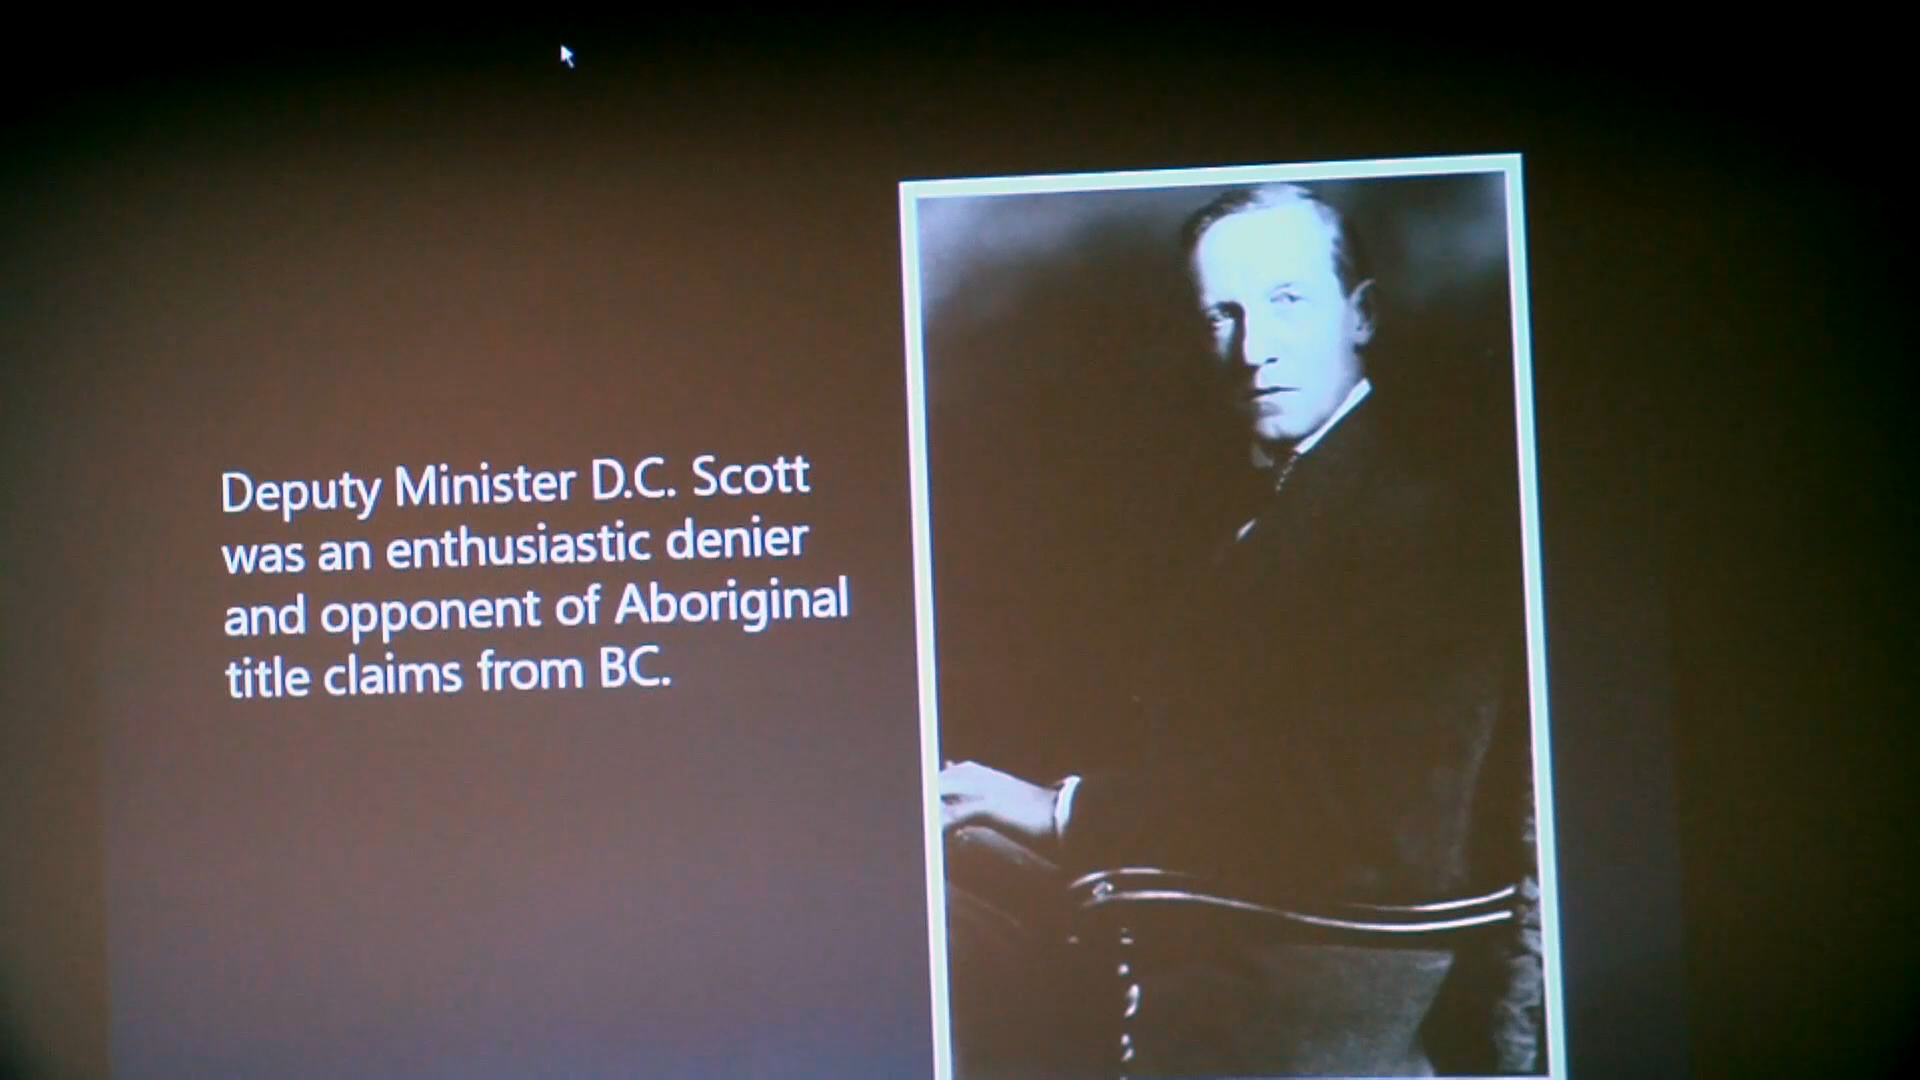 Deputy Minister D.C. Scott
was an enthusiastic denier
and opponent of Aboriginal
title claims from BC.